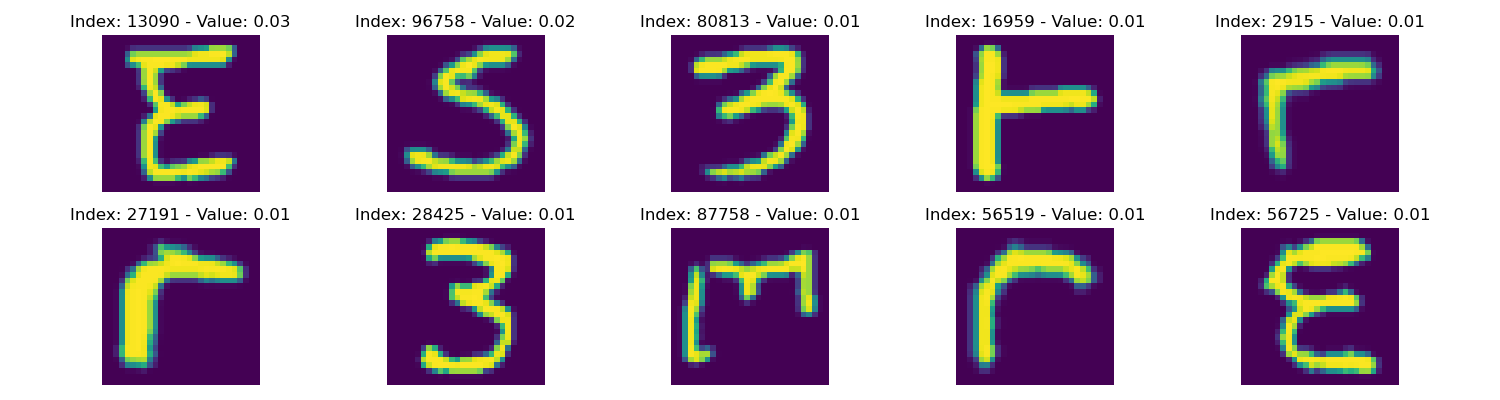 Index: 13090 - Value: 0.03 Index: 96758 - Value: 0.02 Index: 80813 - Value: 0.01 Index: 16959 - Value: 0.01 Index: 2915 - Value: 0.01
E S 3 t r
Index: 27191 - Value: 0.01 Index: 28425 - Value: 0.01 Index: 87758 - Value: 0.01 Index: 56519 - Value: 0.01 Index: 56725 - Value: 0.01
r 3 m r E